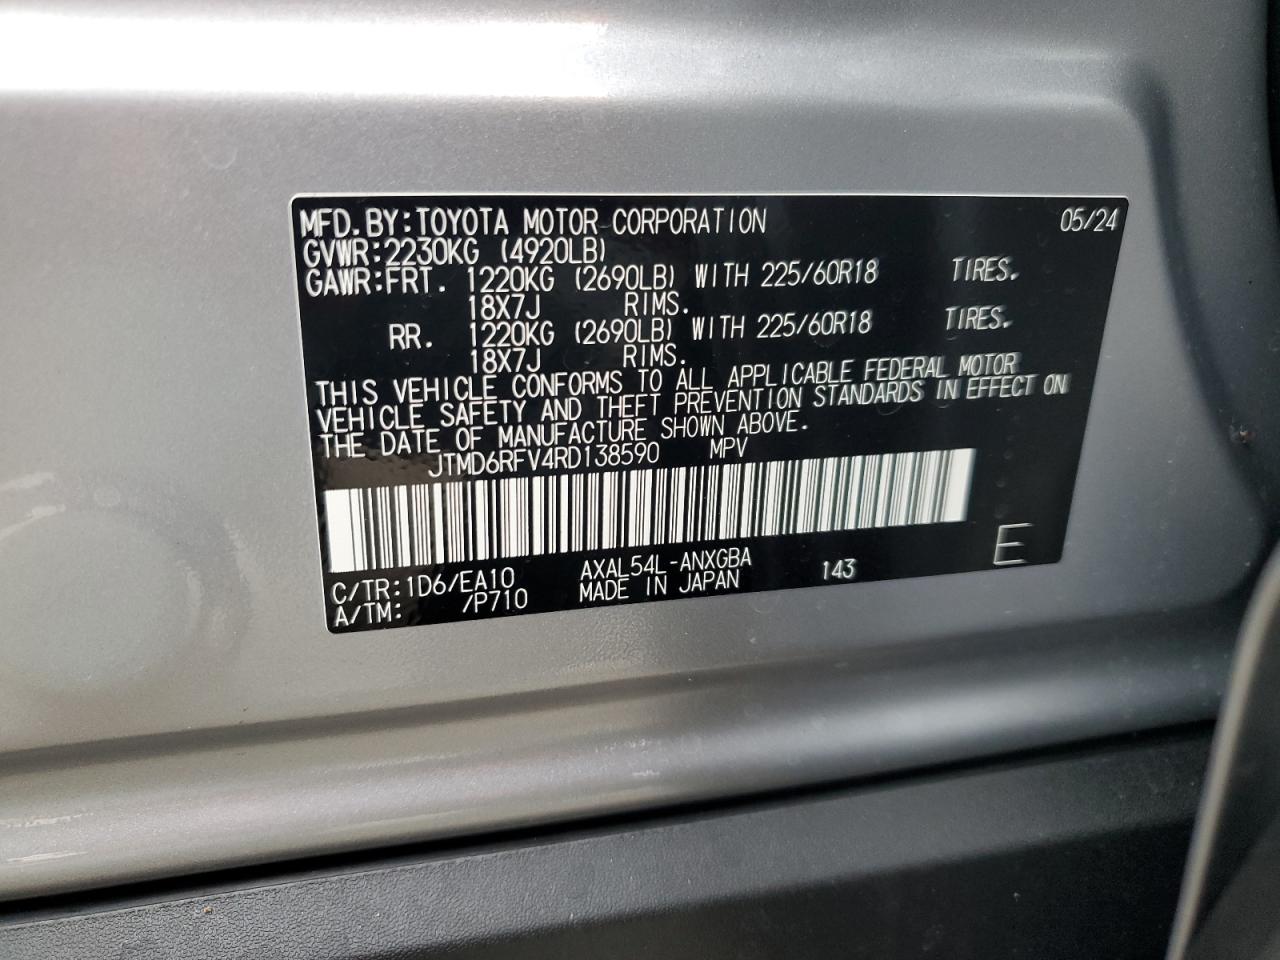 MFD.BY:TOYOTA MOTOR CORPORATION 05/24
GVWR:2230KG (4920LB)
GAWR:FRT. 1220KG (2690LB) WITH 225/60R18 TIRES.
18X7J RIMS.
RR. 1220KG (2690LB) WITH 225/60R18 TIRES.
18X7J RIMS.
THIS VEHICLE CONFORMS TO ALL APPLICABLE FEDERAL MOTOR
VEHICLE SAFETY AND THEFT PREVENTION STANDARDS IN EFFECT ON
THE DATE OF MANUFACTURE SHOWN ABOVE.
JTMD6RFV4RD138590 MPV
C/TR:1D6/EA10 AXAL54L-ANXGBA 143 E
A/TM: /P710 MADE IN JAPAN